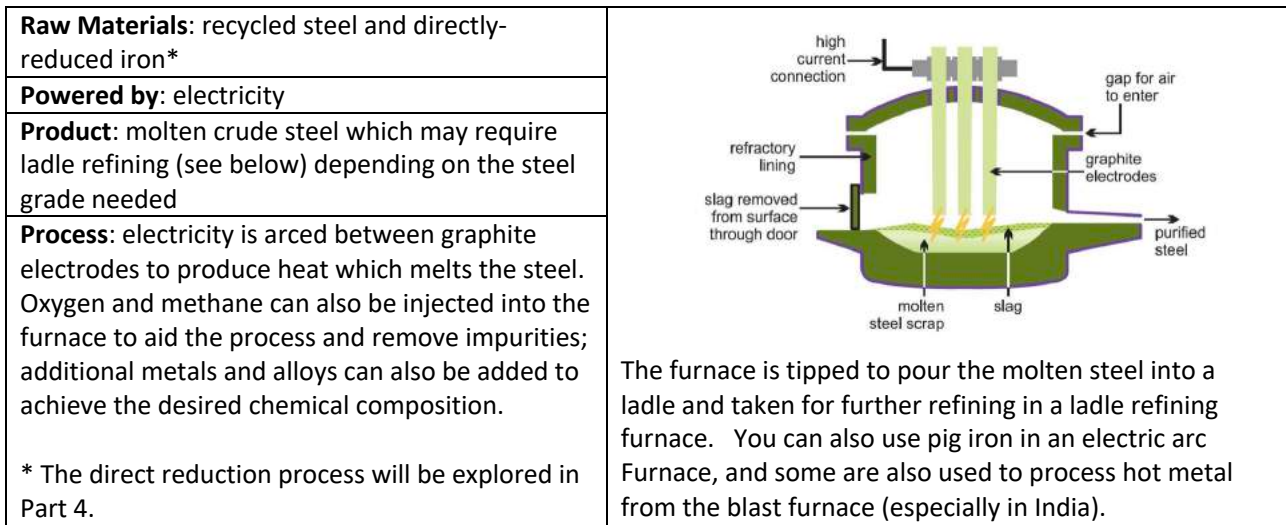 Raw Materials: recycled steel and directly-
reduced iron*
Powered by: electricity
Product: molten crude steel which may require
ladle refining (see below) depending on the steel
grade needed
Process: electricity is arced between graphite
electrodes to produce heat which melts the steel.
Oxygen and methane can also be injected into the
furnace to aid the process and remove impurities;
additional metals and alloys can also be added to
achieve the desired chemical composition.
* The direct reduction process will be explored in
Part 4.
high
current
connection
gap for air
to enter
refractory
lining
graphite
electrodes
slag removed
from surface
through door
purified
steel
molten
steel scrap
slag
The furnace is tipped to pour the molten steel into a
ladle and taken for further refining in a ladle refining
furnace. You can also use pig iron in an electric arc
Furnace, and some are also used to process hot metal
from the blast furnace (especially in India).